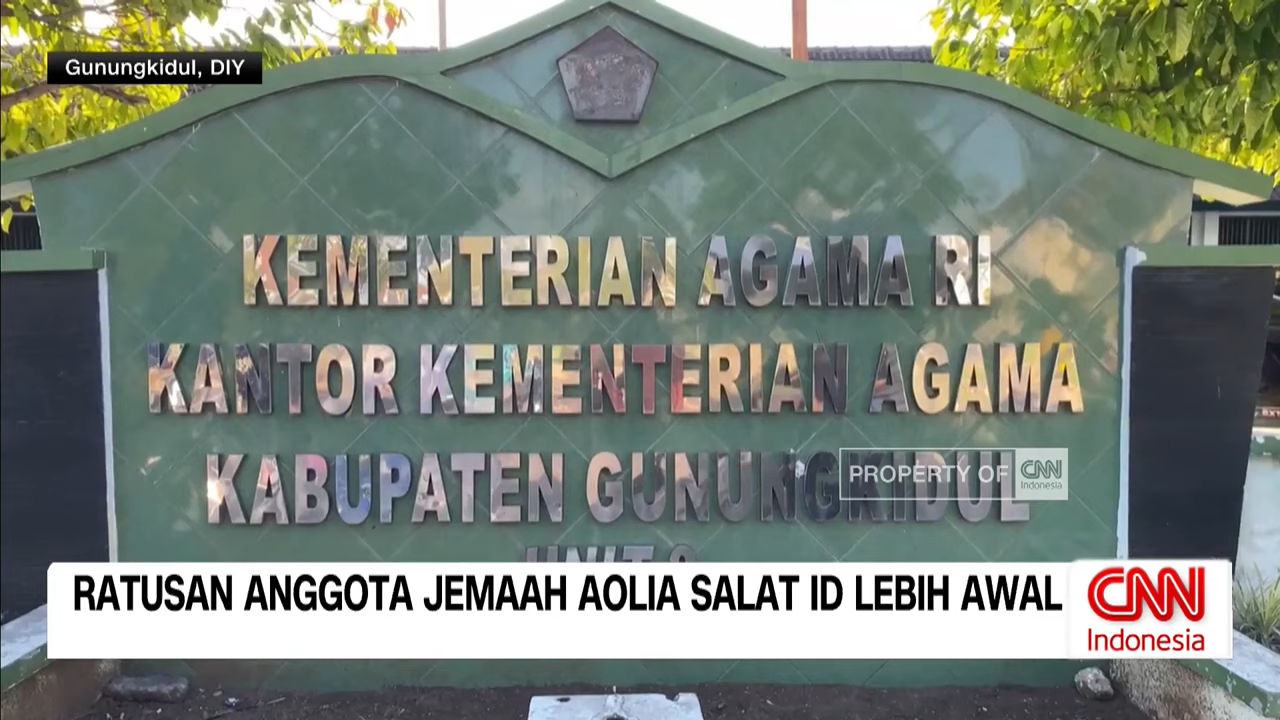 Gunungkidul, DIY
KEMENTERIAN AGAMA RI
KANTOR KEMENTERIAN AGAMA
KABUPATEN GUNUNGKIDUL
PROPERTY OF CNN Indonesia
RATUSAN ANGGOTA JEMAAH AOLIA SALAT ID LEBIH AWAL
CNN
Indonesia